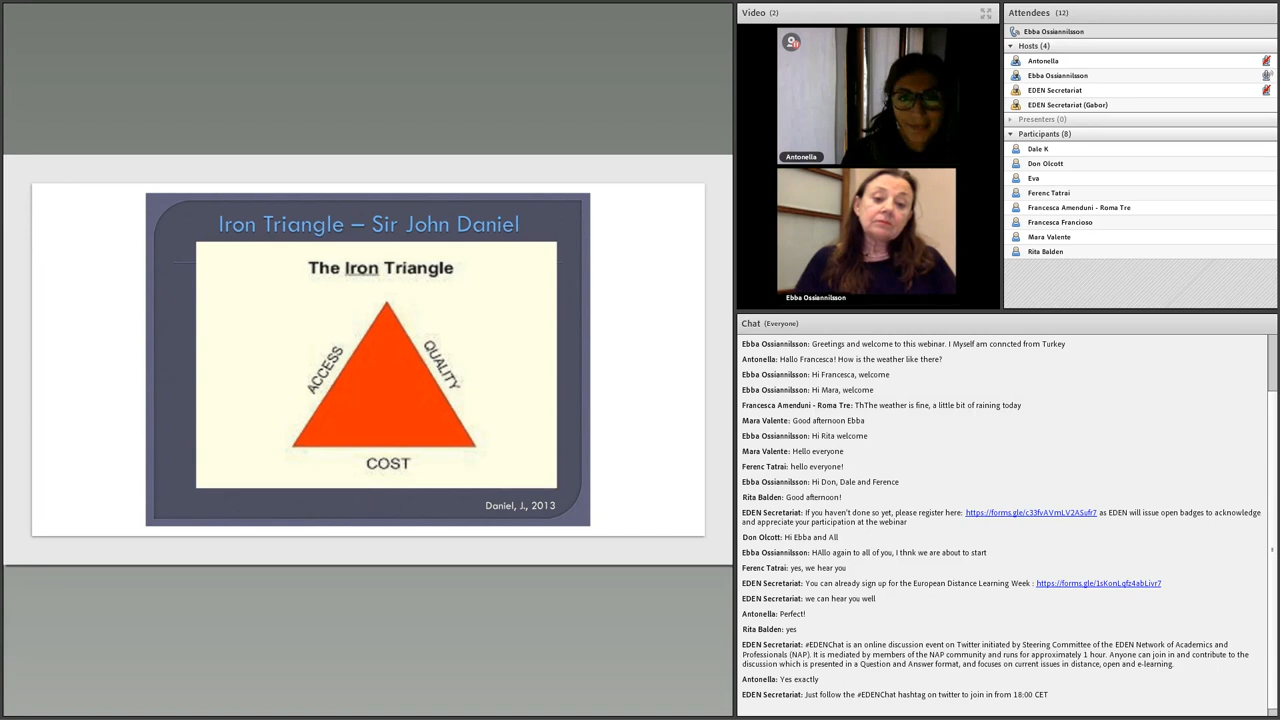 Iron Triangle – Sir John Daniel
The Iron Triangle
ACCESS
QUALITY
COST
Daniel, J., 2013
Video (2)
Antonella
Ebba Ossiannilsson
Attendees (12)
Ebba Ossiannilsson
Hosts (4)
Antonella
Ebba Ossiannilsson
EDEN Secretariat
EDEN Secretariat (Gabor)
Presenters (0)
Participants (8)
Dale K
Don Olcott
Eva
Ferenc Tatrai
Francesca Amenduni - Roma Tre
Francesca Francioso
Mara Valente
Rita Balden
Chat (Everyone)
Ebba Ossiannilsson: Greetings and welcome to this webinar. I Myself am conncted from Turkey
Antonella: Hallo Francesca! How is the weather like there?
Ebba Ossiannilsson: Hi Francesca, welcome
Ebba Ossiannilsson: Hi Mara, welcome
Francesca Amenduni - Roma Tre: ThThe weather is fine, a little bit of raining today
Mara Valente: Good afternoon Ebba
Ebba Ossiannilsson: Hi Rita welcome
Mara Valente: Hello everyone
Ferenc Tatrai: hello everyone!
Ebba Ossiannilsson: Hi Don, Dale and Ference
Rita Balden: Good afternoon!
EDEN Secretariat: If you haven't done so yet, please register here: https://forms.gle/c33fvAVmLV2ASufr7 as EDEN will issue open badges to acknowledge
and appreciate your participation at the webinar
Don Olcott: Hi Ebba and All
Ebba Ossiannilsson: HAllo again to all of you, I thnk we are about to start
Ferenc Tatrai: yes, we hear you
EDEN Secretariat: You can already sign up for the European Distance Learning Week : https://forms.gle/1sKonLqfz4abLivr7
EDEN Secretariat: we can hear you well
Antonella: Perfect!
Rita Balden: yes
EDEN Secretariat: #EDENChat is an online discussion event on Twitter initiated by Steering Committee of the EDEN Network of Academics and
Professionals (NAP). It is mediated by members of the NAP community and runs for approximately 1 hour. Anyone can join in and contribute to the
discussion which is presented in a Question and Answer format, and focuses on current issues in distance, open and e-learning.
Antonella: Yes exactly
EDEN Secretariat: Just follow the #EDENChat hashtag on twitter to join in from 18:00 CET